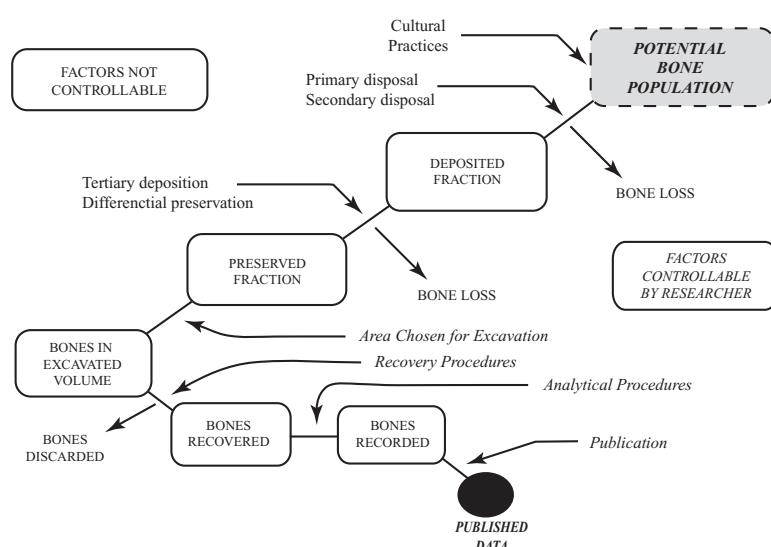 Cultural
Practices
POTENTIAL
BONE
POPULATION
FACTORS NOT
CONTROLLABLE
Primary disposal
Secondary disposal
DEPOSITED
FRACTION
Tertiary deposition
Differenctial preservation
BONE LOSS
PRESERVED
FRACTION
FACTORS
CONTROLLABLE
BY RESEARCHER
BONE LOSS
Area Chosen for Excavation
BONES IN
EXCAVATED
VOLUME
Recovery Procedures
Analytical Procedures
BONES
RECOVERED
BONES
RECORDED
BONES
DISCARDED
Publication
PUBLISHED
DATA